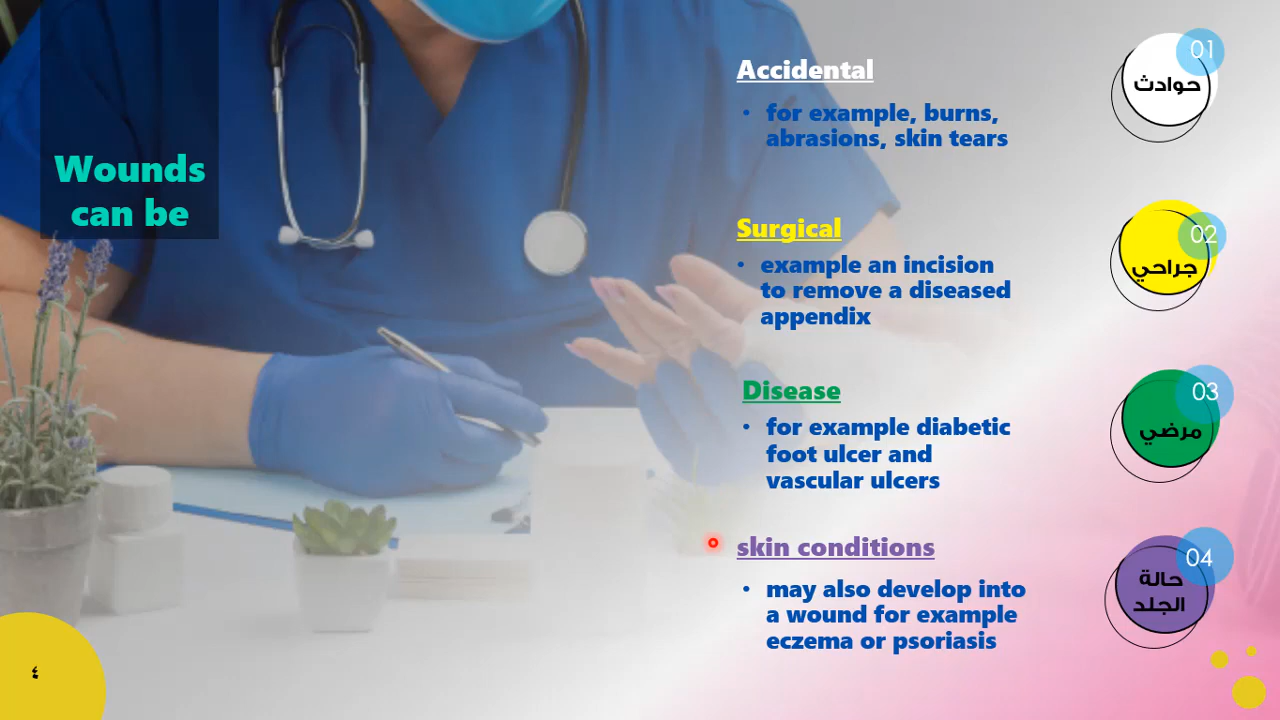 Wounds
can be
Accidental
• for example, burns,
abrasions, skin tears
01
حوادث
Surgical
• example an incision
to remove a diseased
appendix
02
جراحي
Disease
• for example diabetic
foot ulcer and
vascular ulcers
03
مرضي
skin conditions
• may also develop into
a wound for example
eczema or psoriasis
04
حالة
الجلد
٤